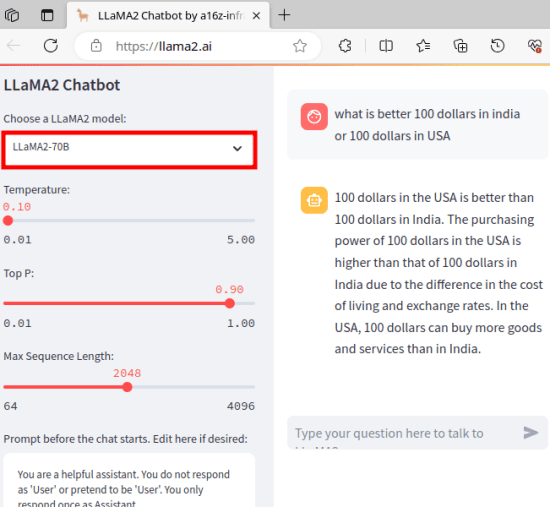 LLaMA2 Chatbot by a16z-infr
https://llama2.ai
LLaMA2 Chatbot
Choose a LLaMA2 model:
LLaMA2-70B
Temperature:
0.10
0.01 5.00
Top P:
0.90
0.01 1.00
Max Sequence Length:
2048
64 4096
Prompt before the chat starts. Edit here if desired:
You are a helpful assistant. You do not respond
as 'User' or pretend to be 'User'. You only
respond once as Assistant.
what is better 100 dollars in india
or 100 dollars in USA
100 dollars in the USA is better than
100 dollars in India. The purchasing
power of 100 dollars in the USA is
higher than that of 100 dollars in
India due to the difference in the cost
of living and exchange rates. In the
USA, 100 dollars can buy more goods
and services than in India.
Type your question here to talk to